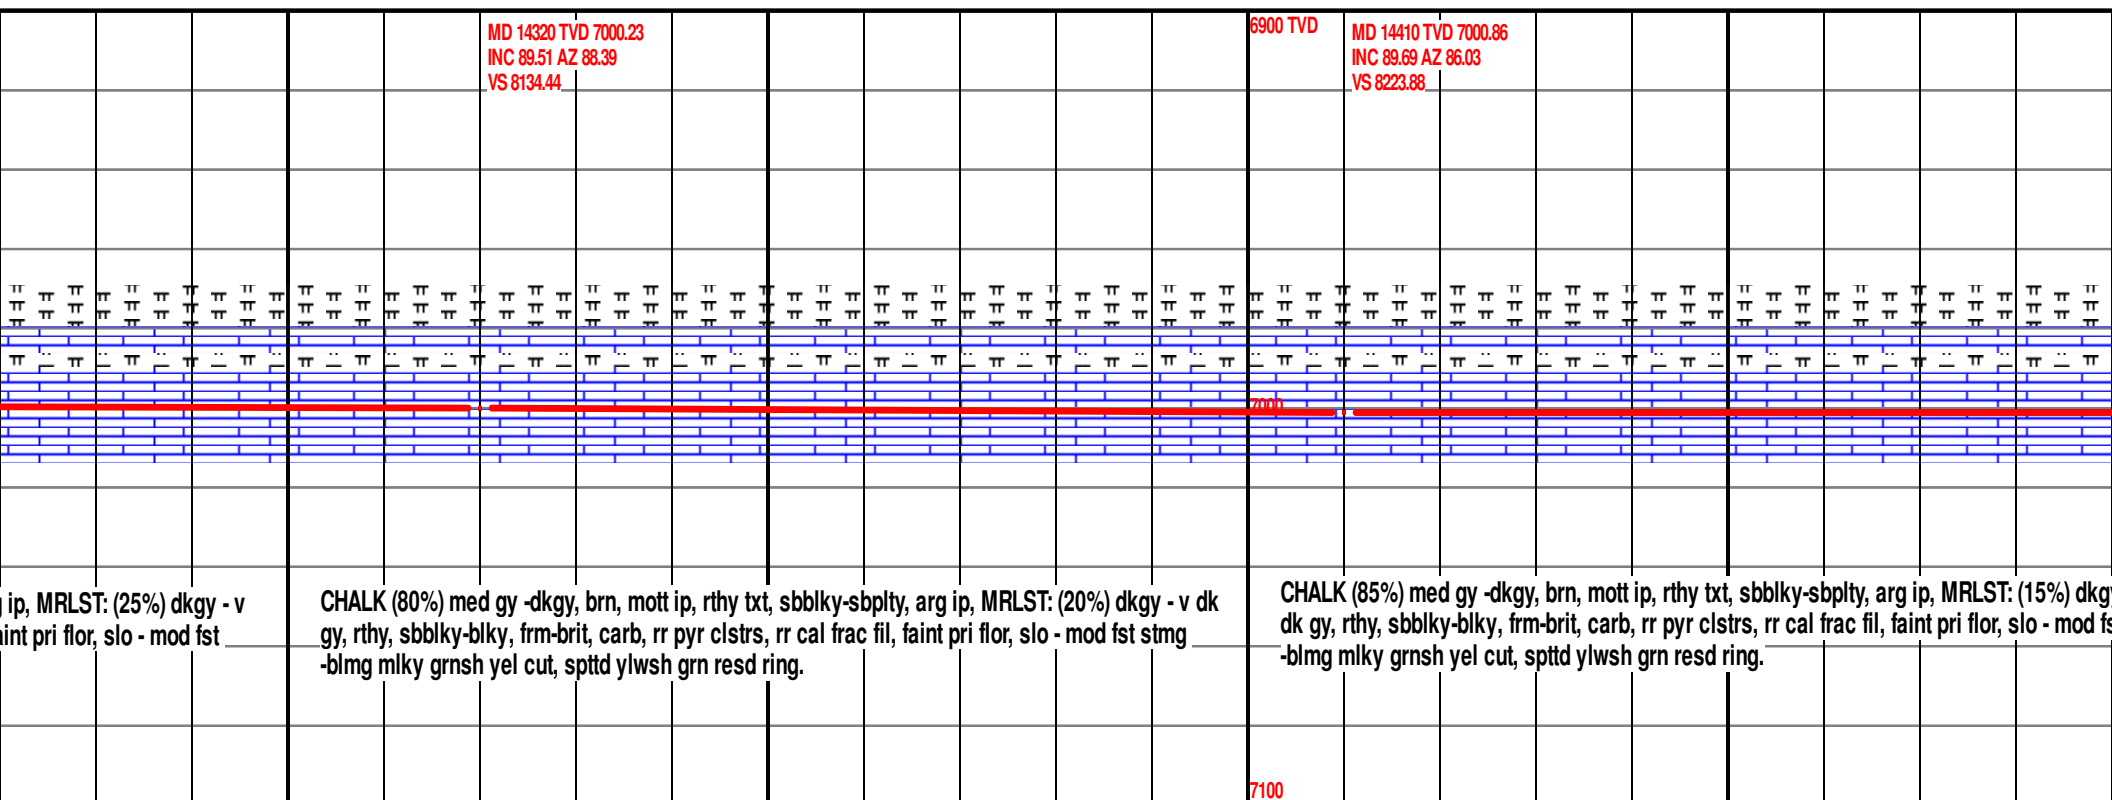 MD 14320 TVD 7000.23
INC 89.51 AZ 88.39
VS 8134.44
6900 TVD
MD 14410 TVD 7000.86
INC 89.69 AZ 86.03
VS 8223.88
7000
ip, MRLST: (25%) dkgy - v
pri flor, slo - mod fst
CHALK (80%) med gy -dkgy, brn, mott ip, rthy txt, sbblky-sbplty, arg ip, MRLST: (20%) dkgy - v dk
gy, rthy, sbblky-blky, frm-brit, carb, rr pyr clstrs, rr cal frac fil, faint pri flor, slo - mod fst stmg
-blmg mlky grnsh yel cut, spttd ylwsh grn resd ring.
CHALK (85%) med gy -dkgy, brn, mott ip, rthy txt, sbblky-sbplty, arg ip, MRLST: (15%) dkgy
dk gy, rthy, sbblky-blky, frm-brit, carb, rr pyr clstrs, rr cal frac fil, faint pri flor, slo - mod
-blmg mlky grnsh yel cut, spttd ylwsh grn resd ring.
7100